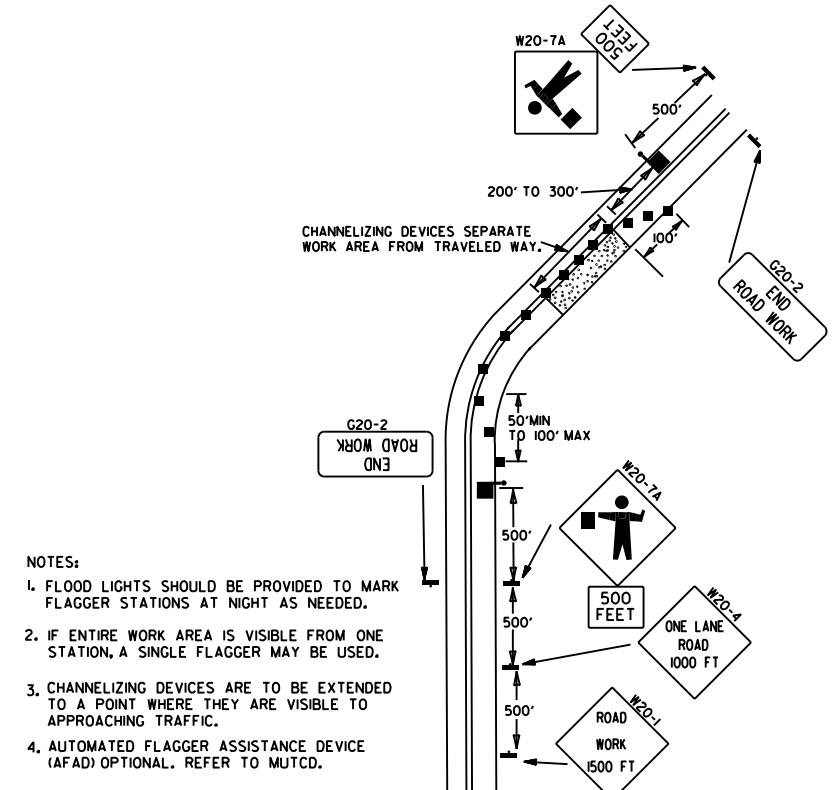 W20-7A
500
FEET
500'
200' TO 300'
CHANNELIZING DEVICES SEPARATE
WORK AREA FROM TRAVELED WAY.
100'
G20-2
END
ROAD WORK
G20-2
END
ROAD WORK
50'MIN
TO 100' MAX
W20-7A
500'
500
FEET
500'
W20-4
ONE LANE
ROAD
1000 FT
500'
W20-1
ROAD
WORK
1500 FT
NOTES:
1. FLOOD LIGHTS SHOULD BE PROVIDED TO MARK
FLAGGER STATIONS AT NIGHT AS NEEDED.
2. IF ENTIRE WORK AREA IS VISIBLE FROM ONE
STATION, A SINGLE FLAGGER MAY BE USED.
3. CHANNELIZING DEVICES ARE TO BE EXTENDED
TO A POINT WHERE THEY ARE VISIBLE TO
APPROACHING TRAFFIC.
4. AUTOMATED FLAGGER ASSISTANCE DEVICE
(AFAD) OPTIONAL. REFER TO MUTCD.